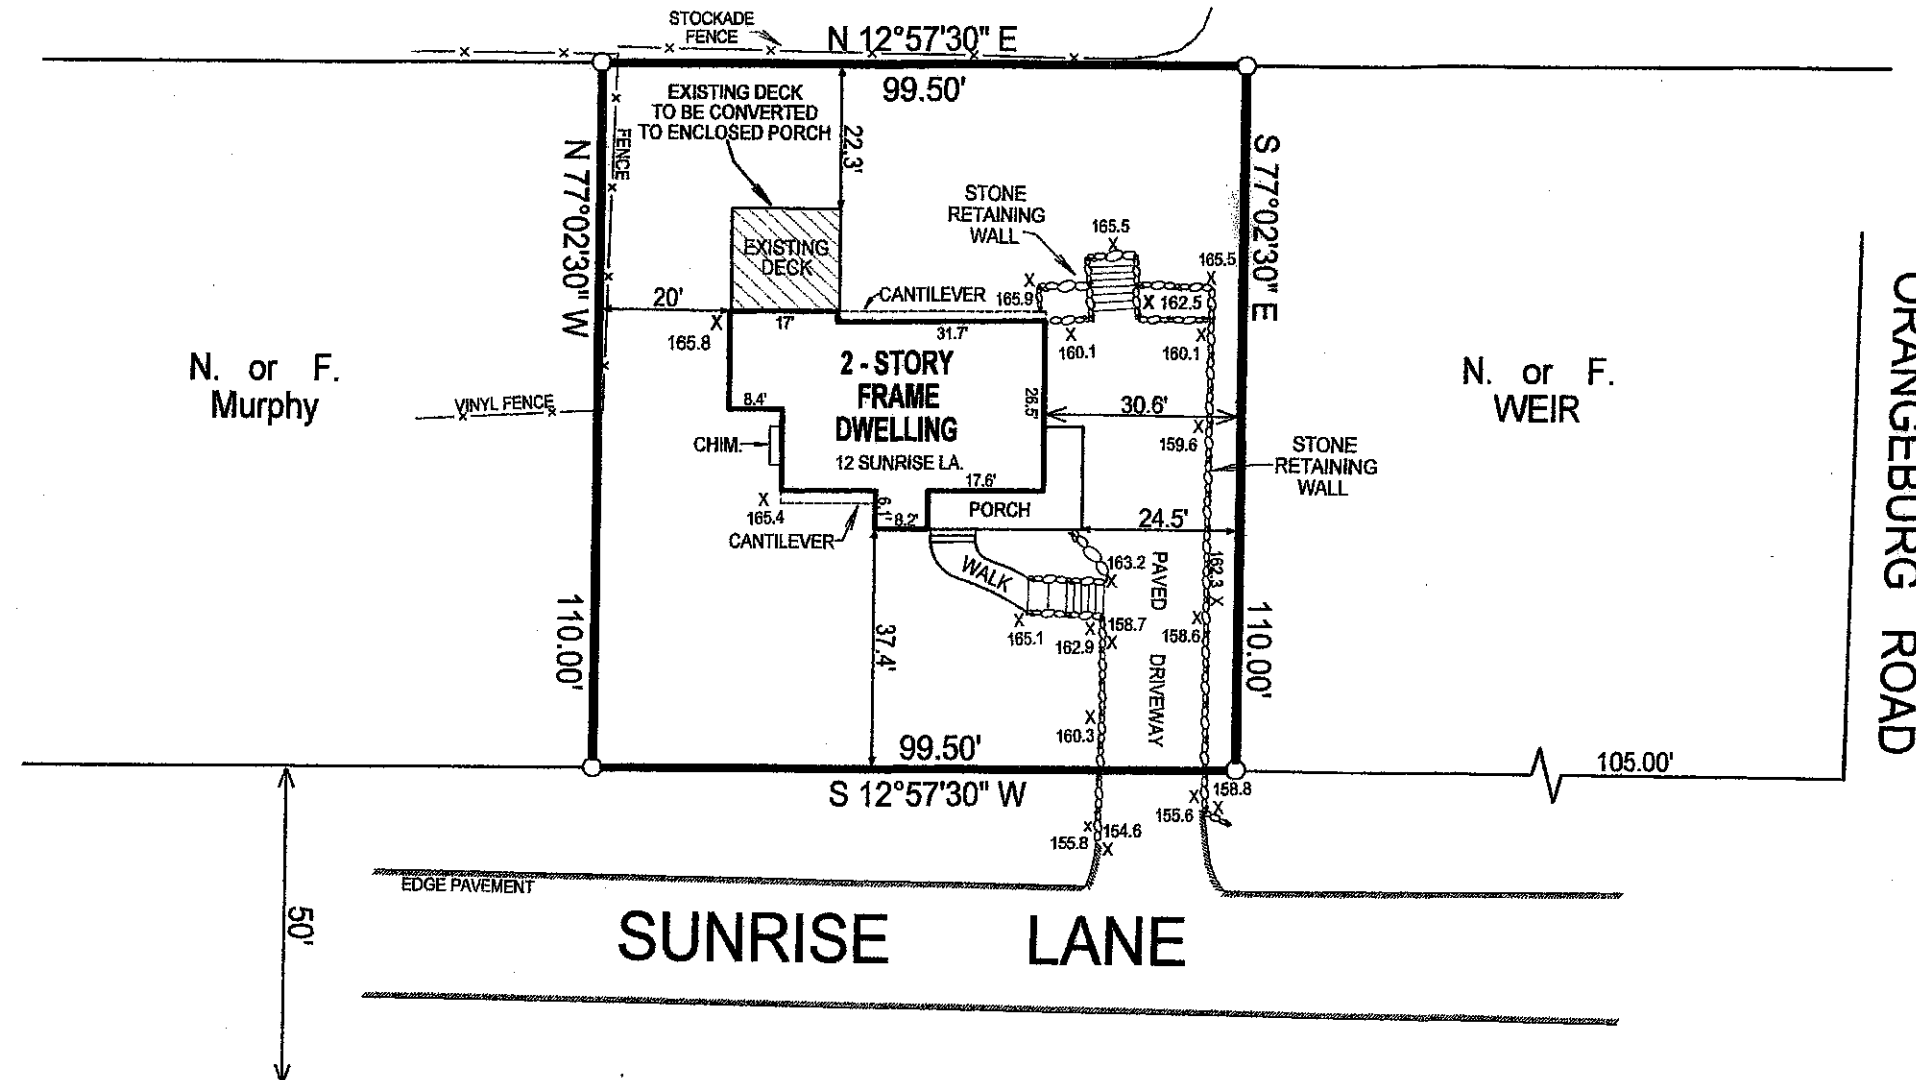 STOCKADE
FENCE
N 12°57'30" E
99.50'
EXISTING DECK
TO BE CONVERTED
TO ENCLOSED PORCH
22.3'
FENCE
N 77°02'30" W
S 77°02'30" E
STONE
RETAINING
WALL
165.5
165.5
EXISTING
DECK
20'
CANTILEVER
165.9
162.5
17'
31.7'
165.8
160.1
160.1
N. or F.
Murphy
2 - STORY
FRAME
DWELLING
12 SUNRISE LA.
26.5'
8.4'
VINYL FENCE
CHIM.
30.6'
159.6
N. or F.
WEIR
STONE
RETAINING
WALL
ORANGEBURG ROAD
17.6'
165.4
6.1'
8.2'
PORCH
24.5'
CANTILEVER
WALK
163.2
PAVED DRIVEWAY
162.3
110.00'
110.00'
37.4'
165.1
162.9
158.7
158.6
160.3
99.50'
S 12°57'30" W
105.00'
158.8
155.6
155.8
154.6
EDGE PAVEMENT
50'
SUNRISE LANE